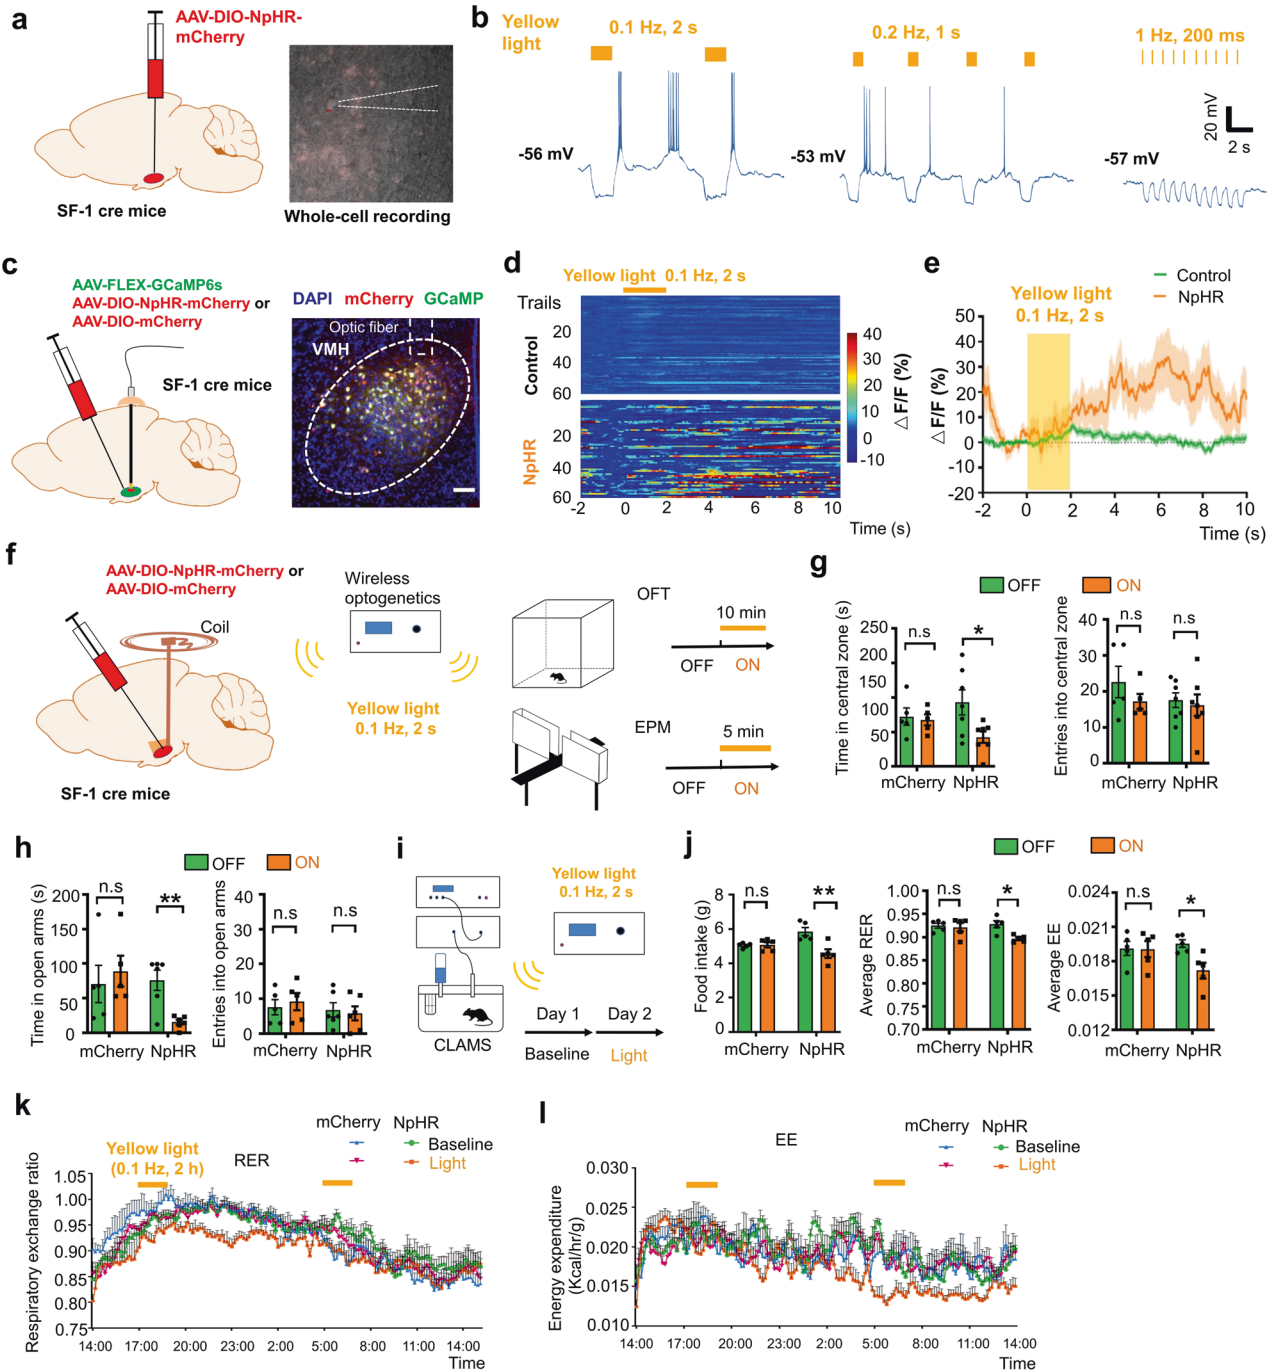 a
AAV-DIO-NpHR-
mCherry
SF-1 cre mice
Whole-cell recording
b
Yellow
light
0.1 Hz, 2 s
0.2 Hz, 1 s
1 Hz, 200 ms
-56 mV
-53 mV
-57 mV
20 mV
2 s
c
AAV-FLEX-GCaMP6s
AAV-DIO-NpHR-mCherry or
AAV-DIO-mCherry
SF-1 cre mice
DAPI mCherry GCaMP
Optic fiber
VMH
d
Yellow light 0.1 Hz, 2 s
Trails
20
40
60
Control
20
40
60
NpHR
-2 0 2 4 6 8 10
Time (s)
40
30
20
10
0
-10
△F/F (%)
e
Control
NpHR
Yellow light
0.1 Hz, 2 s
△F/F (%)
50
40
30
20
10
0
-10
-20
-2 0 2 4 6 8 10
Time (s)
f
AAV-DIO-NpHR-mCherry or
AAV-DIO-mCherry
Coil
SF-1 cre mice
Wireless
optogenetics
Yellow light
0.1 Hz, 2 s
OFT
10 min
OFF ON
EPM
5 min
OFF ON
g
OFF ON
Time in central zone (s)
250
200
150
100
50
0
n.s *
mCherry NpHR
Entries into central zone
40
30
20
10
0
n.s n.s
mCherry NpHR
h
OFF ON
Time in open arms (s)
200
150
100
50
0
n.s **
mCherry NpHR
Entries into open arms
40
30
20
10
0
n.s n.s
mCherry NpHR
i
Yellow light
0.1 Hz, 2 s
CLAMS
Day 1 Day 2
Baseline Light
j
OFF ON
Food intake (g)
8
6
4
2
0
n.s **
mCherry NpHR
Average RER
1.00
0.95
0.90
0.85
0.80
0.75
0.70
n.s *
mCherry NpHR
Average EE
0.024
0.021
0.018
0.015
0.012
n.s *
mCherry NpHR
k
Yellow light
(0.1 Hz, 2 h)
RER
mCherry NpHR
Baseline
Light
Respiratory exchange ratio
1.05
1.00
0.95
0.90
0.85
0.80
0.75
14:00 17:00 20:00 23:00 2:00 5:00 8:00 11:00 14:00
Time
l
EE
mCherry NpHR
Baseline
Light
Energy expenditure
(Kcal/hr/g)
0.030
0.025
0.020
0.015
0.010
14:00 17:00 20:00 23:00 2:00 5:00 8:00 11:00 14:00
Time